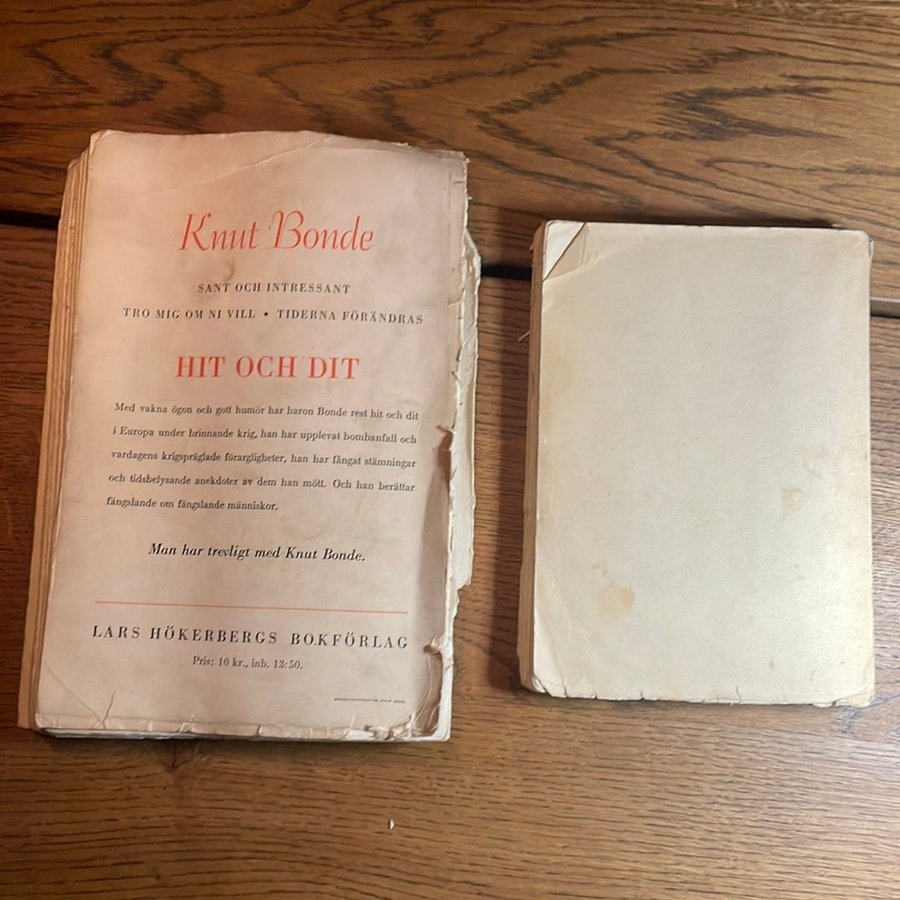 Knut Bonde
SANT OCH INTRESSANT
TRO MIG OM NI VILL • TIDERNA FÖRÄNDRAS
HIT OCH DIT
Med vakna ögon och gott humör har baron Bonde rest hit och dit
i Europa under brinnande krig, han har upplevat bombanfall och
vardagens krigspräglade förargligheter, han har fångat stämningar
och tidsbelysande anekdoter av dem han mött. Och han berättar
fängslande om fängslande människor.
Man har trevligt med Knut Bonde.
LARS HÖKERBERGS BOKFÖRLAG
Pris: 10 kr., inb. 13:50.